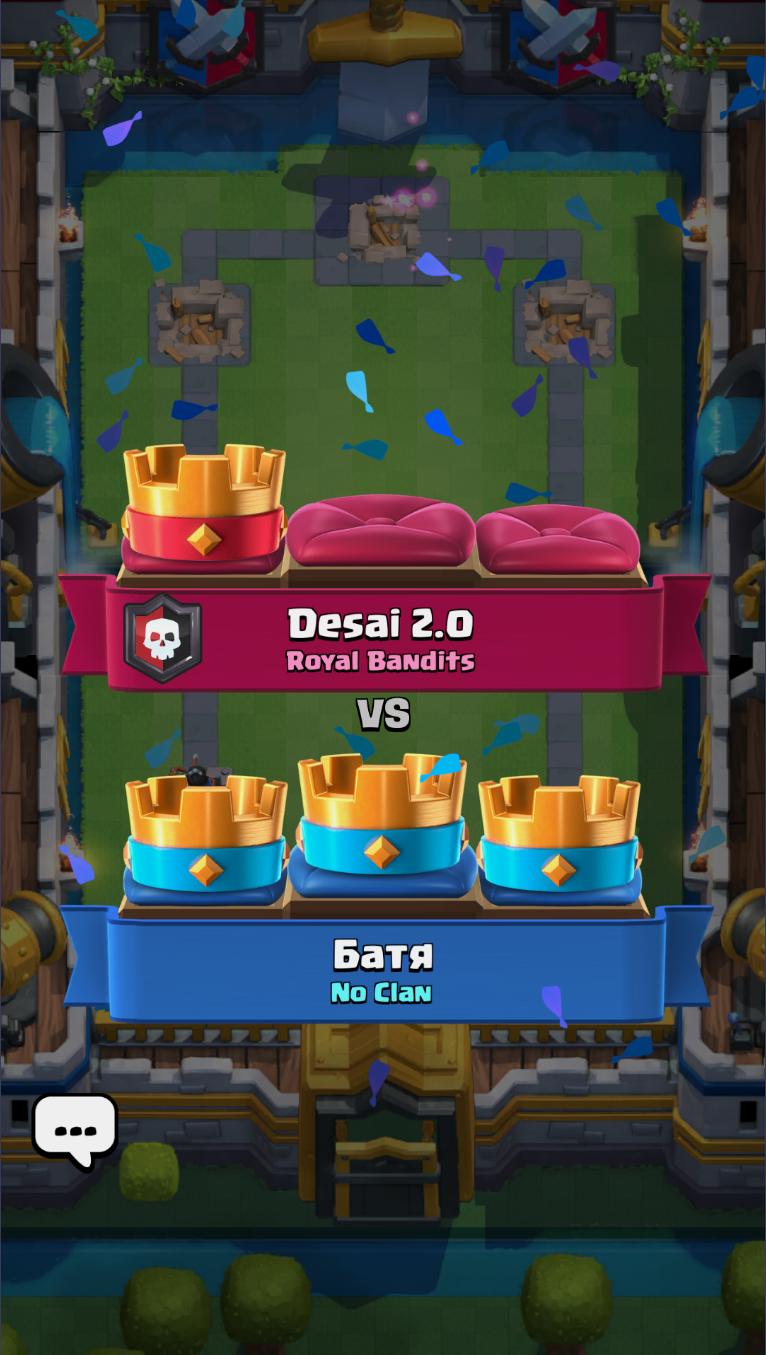 Desai 2.0
Royal Bandits
VS
Батя
No Clan
...